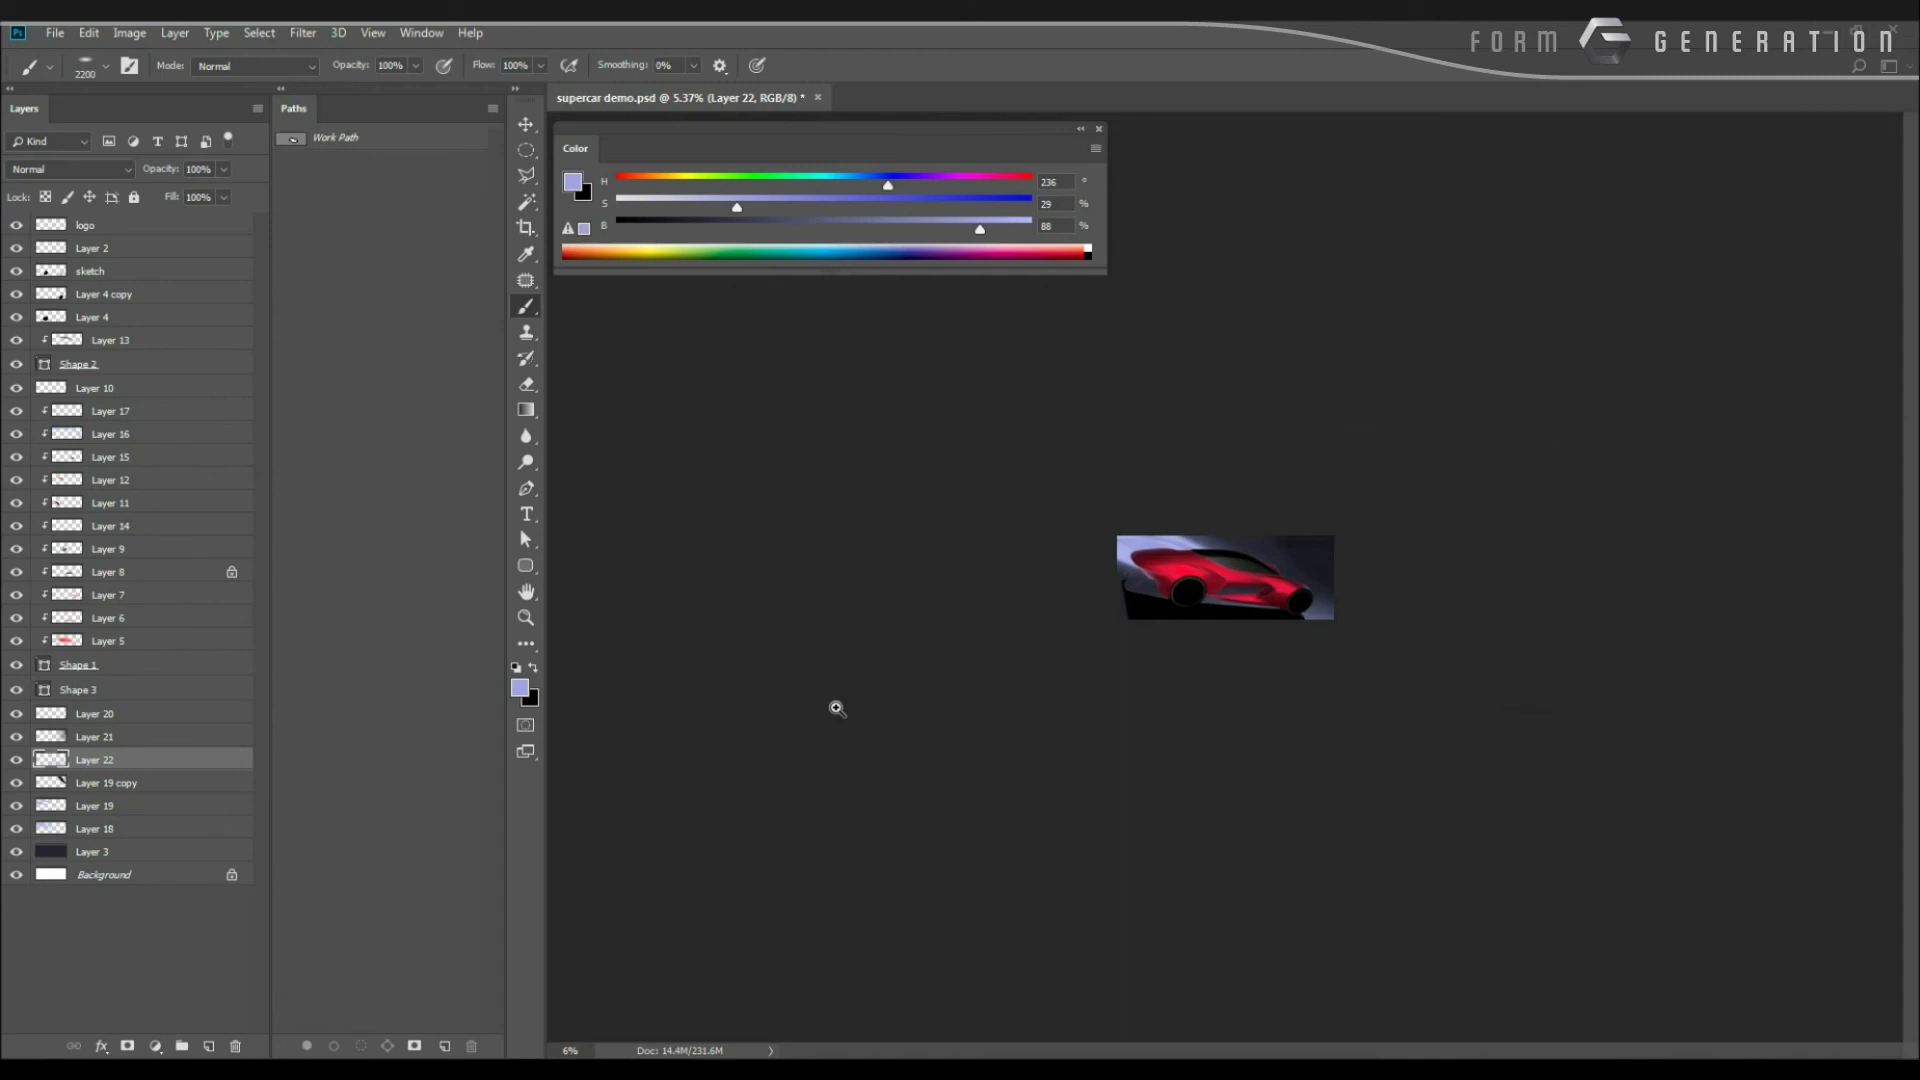 FORM GENERATION
Ps File Edit Image Layer Type Select Filter 3D View Window Help
2200 Mode: Normal Opacity: 100% Flow: 100% Smoothing: 0%
Layers
Paths
supercar demo.psd @ 5.37% (Layer 22, RGB/8) *
Kind
Work Path
Color
Normal Opacity: 100%
Lock: Fill: 100%
H 236 °
S 29 %
B 88 %
logo
Layer 2
sketch
Layer 4 copy
Layer 4
Layer 13
Shape 2
Layer 10
Layer 17
Layer 16
Layer 15
Layer 12
Layer 11
Layer 14
Layer 9
Layer 8
Layer 7
Layer 6
Layer 5
Shape 1
Shape 3
Layer 20
Layer 21
Layer 22
Layer 19 copy
Layer 19
Layer 18
Layer 3
Background
fx
6% Doc: 14.4M/231.6M